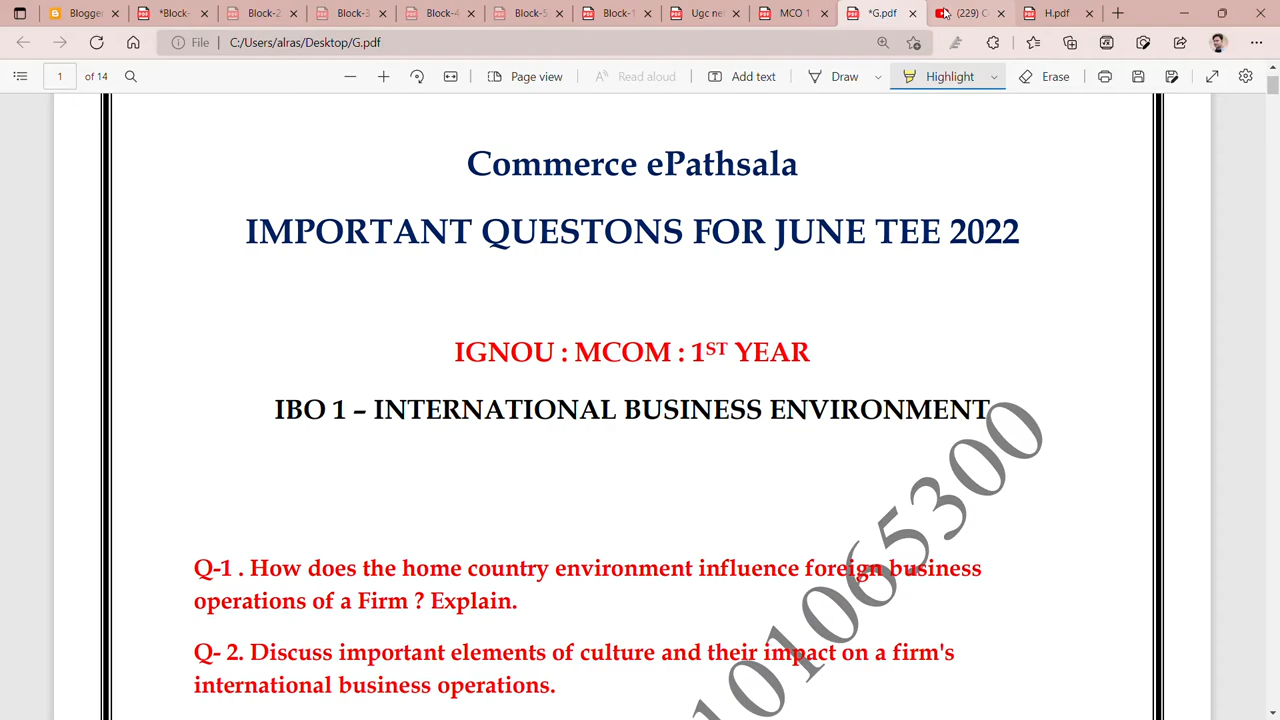 Blogger
*Block-
Block-2
Block-3
Block-4
Block-5
Block-1
Ugc net
MCO 1
*G.pdf
(229) C
H.pdf
File
C:/Users/alras/Desktop/G.pdf
1 of 14
Page view
Read aloud
Add text
Draw
Highlight
Erase
Commerce ePathsala
IMPORTANT QUESTONS FOR JUNE TEE 2022
IGNOU : MCOM : 1ST YEAR
IBO 1 – INTERNATIONAL BUSINESS ENVIRONMENT
Q-1 . How does the home country environment influence foreign business
operations of a Firm ? Explain.
Q- 2. Discuss important elements of culture and their impact on a firm's
international business operations.
101065300